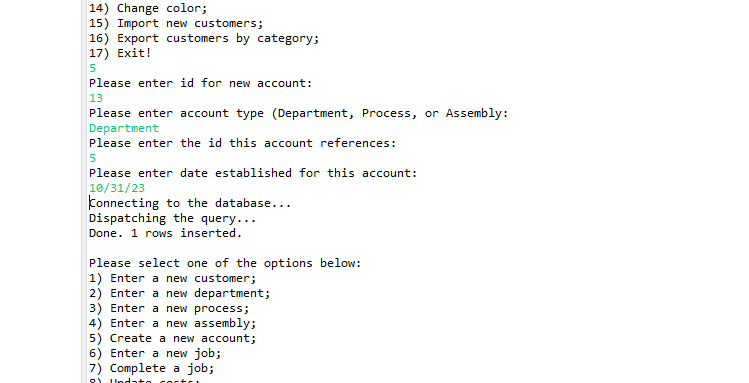 14) Change color;
15) Import new customers;
16) Export customers by category;
17) Exit!
5
Please enter id for new account:
13
Please enter account type (Department, Process, or Assembly:
Department
Please enter the id this account references:
5
Please enter date established for this account:
10/31/23
Connecting to the database...
Dispatching the query...
Done. 1 rows inserted.
Please select one of the options below:
1) Enter a new customer;
2) Enter a new department;
3) Enter a new process;
4) Enter a new assembly;
5) Create a new account;
6) Enter a new job;
7) Complete a job;
8) Update costs;